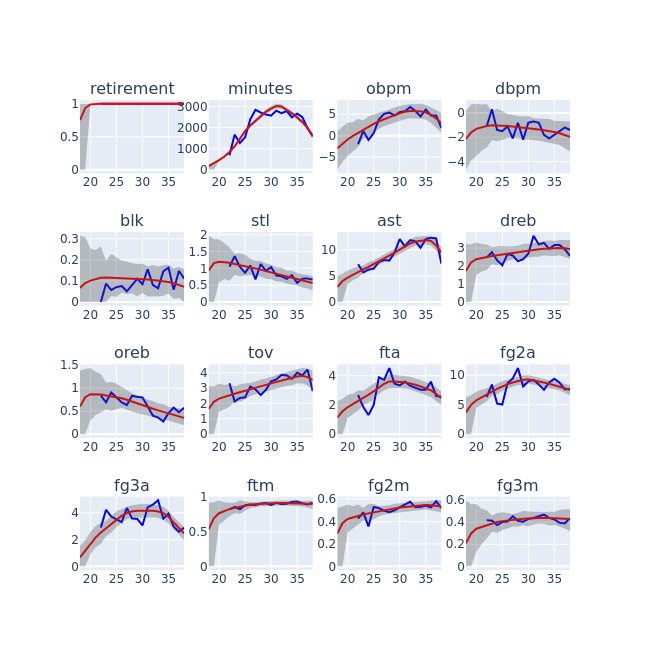 retirement minutes obpm dbpm
1 3000 5 0
0.5 2000 0 −2
1000 −5 −4
0 0
20 25 30 35 20 25 30 35 20 25 30 35 20 25 30 35
blk stl ast dreb
0.3 2 10 3
0.2 1.5 5 2
0.1 1 0 1
0 0.5 0
0
20 25 30 35 20 25 30 35 20 25 30 35 20 25 30 35
oreb tov fta fg2a
1.5 4 4 10
1 3 2 5
0.5 2 0 0
0 1
0
20 25 30 35 20 25 30 35 20 25 30 35 20 25 30 35
fg3a ftm fg2m fg3m
4 1 0.6 0.6
2 0.5 0.4 0.4
0 0 0.2 0.2
0 0
20 25 30 35 20 25 30 35 20 25 30 35 20 25 30 35